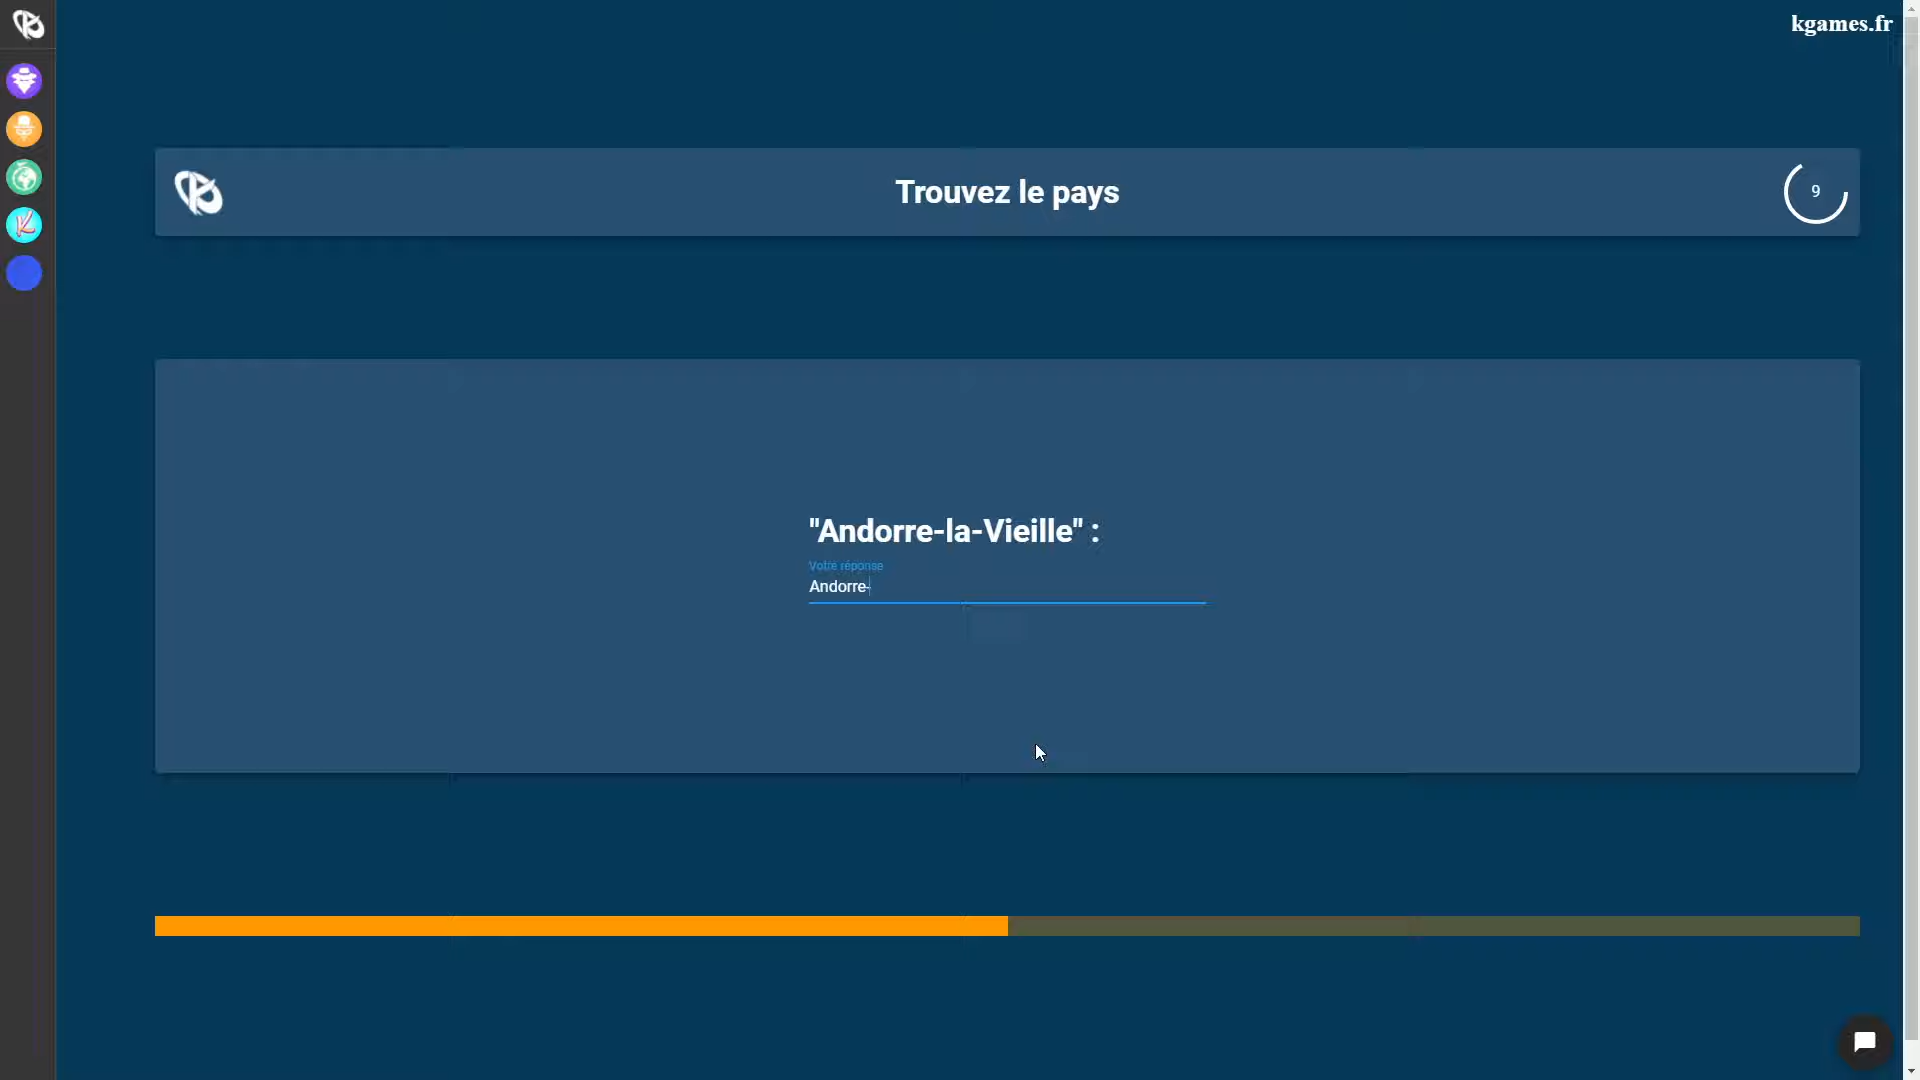 kgames.fr
Trouvez le pays
9
"Andorre-la-Vieille" :
Votre réponse
Andorre-